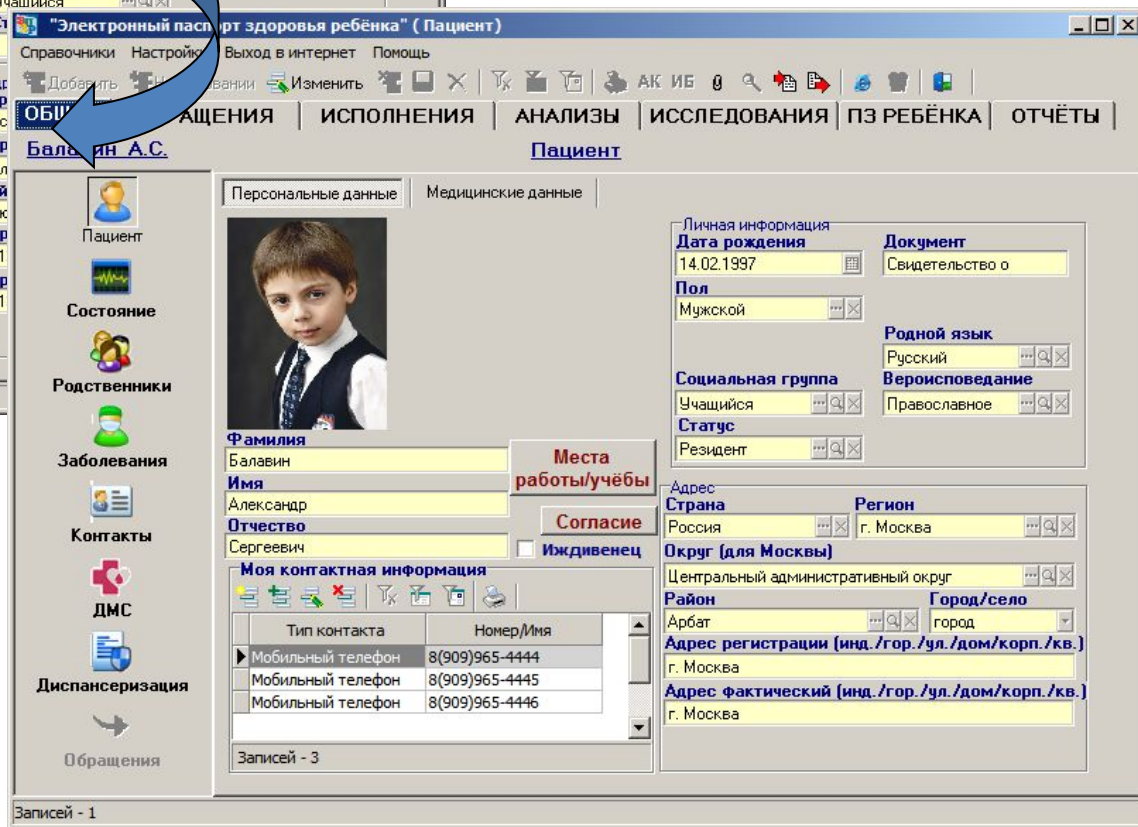 чащийся
"Электронный паспорт здоровья ребёнка" ( Пациент)
Справочники Настройки Выход в интернет Помощь
Добавить Изменить АК ИБ
АНАЛИЗЫ ИССЛЕДОВАНИЯ ПЗ РЕБЁНКА ОТЧЁТЫ
ИСПОЛНЕНИЯ
А.С. Пациент
Пациент
Состояние
Родственники
Заболевания
Контакты
ДМС
Диспансеризация
Обращения
Персональные данные Медицинские данные
Фамилия
Балавин
Имя
Александр
Отчество
Сергеевич
Места
работы/учёбы
Согласие
Иждивенец
Моя контактная информация
Тип контакта Номер/Имя
Мобильный телефон 8(909)965-4444
Мобильный телефон 8(909)965-4445
Мобильный телефон 8(909)965-4446
Записей - 3
Личная информация
Дата рождения Документ
14.02.1997 Свидетельство о
Пол
Мужской
Родной язык
Русский
Социальная группа Вероисповедание
Учащийся Православное
Статус
Резидент
Адрес
Страна Регион
Россия г. Москва
Округ (для Москвы)
Центральный административный округ
Район Город/село
Арбат город
Адрес регистрации (инд./гор./ул./дом/корп./кв.)
г. Москва
Адрес фактический (инд./гор./ул./дом/корп./кв.)
г. Москва
Записей - 1